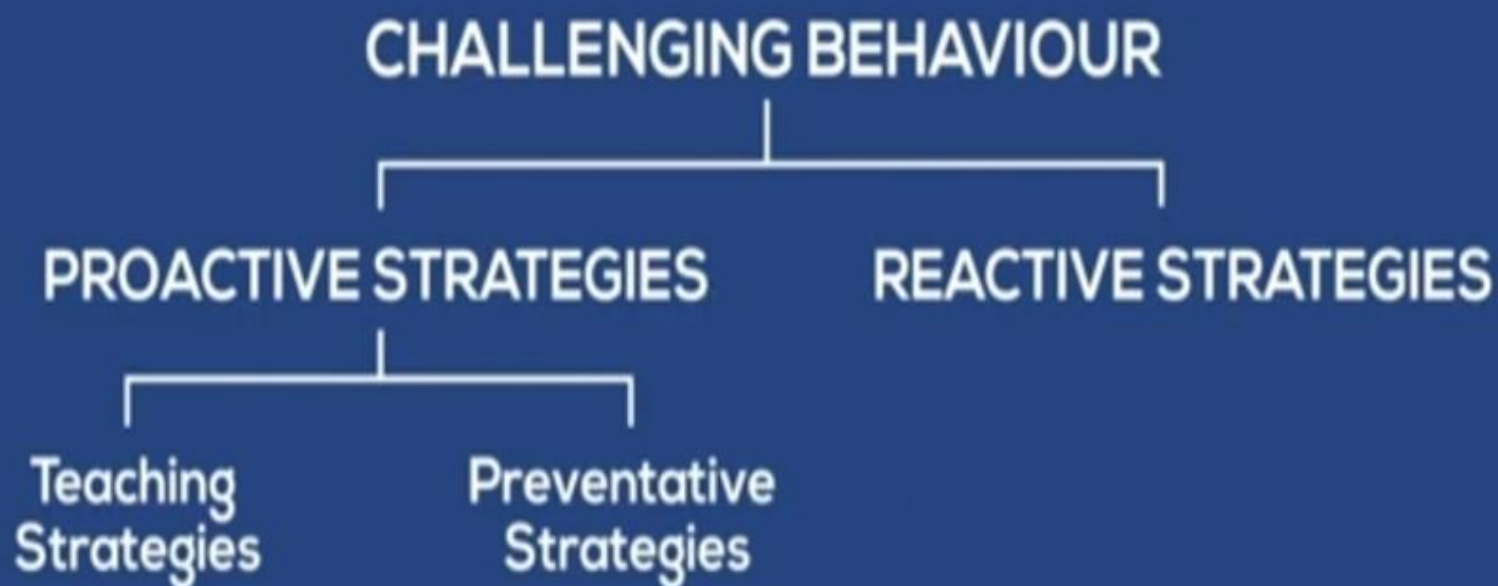 CHALLENGING BEHAVIOUR
PROACTIVE STRATEGIES
REACTIVE STRATEGIES
Teaching
Strategies
Preventative
Strategies